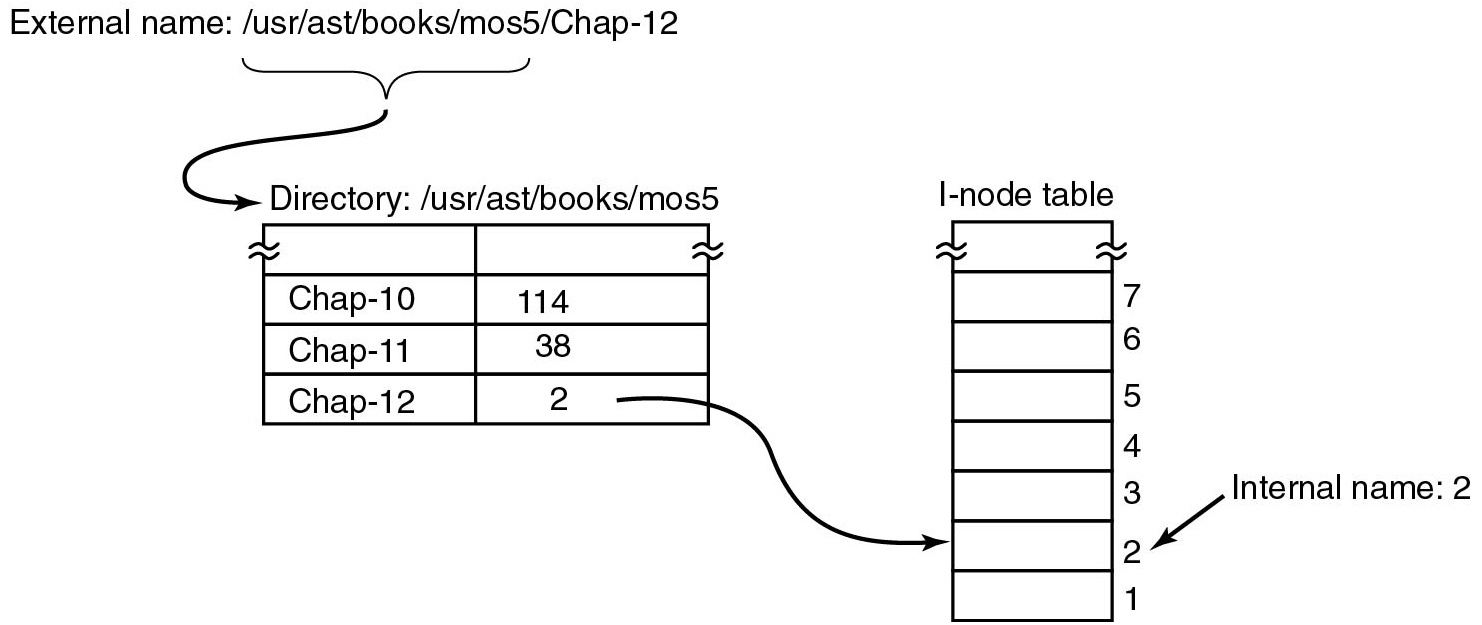 External name: /usr/ast/books/mos5/Chap-12
Directory: /usr/ast/books/mos5
Chap-10 114
Chap-11 38
Chap-12 2
I-node table
7
6
5
4
3
2
1
Internal name: 2